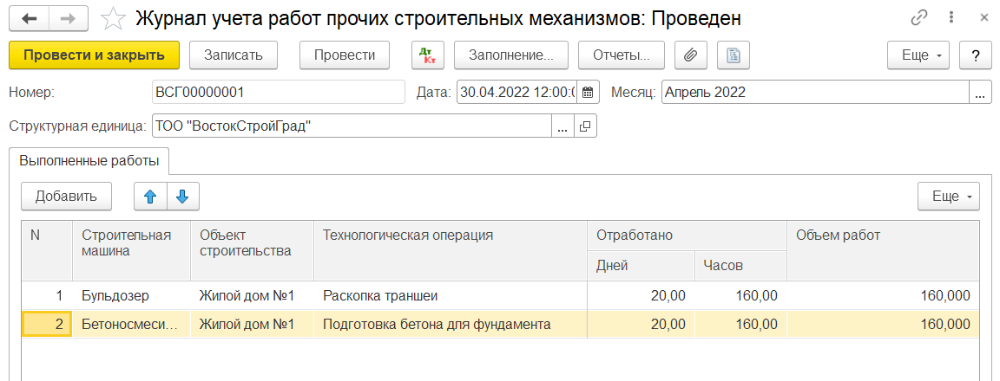 Журнал учета работ прочих строительных механизмов: Проведен
Провести и закрыть Записать Провести Дт Кт Заполнение... Отчеты... Еще ?
Номер: ВСГ00000001 Дата: 30.04.2022 12:00:0 Месяц: Апрель 2022 ...
Структурная единица: ТОО "ВостокСтройГрад" ...
Выполненные работы
Добавить Еще
N Строительная машина Объект строительства Технологическая операция Отработано Объем работ
Дней Часов
1 Бульдозер Жилой дом №1 Раскопка траншеи 20,00 160,00 160,000
2 Бетоносмеси... Жилой дом №1 Подготовка бетона для фундамента 20,00 160,00 160,000